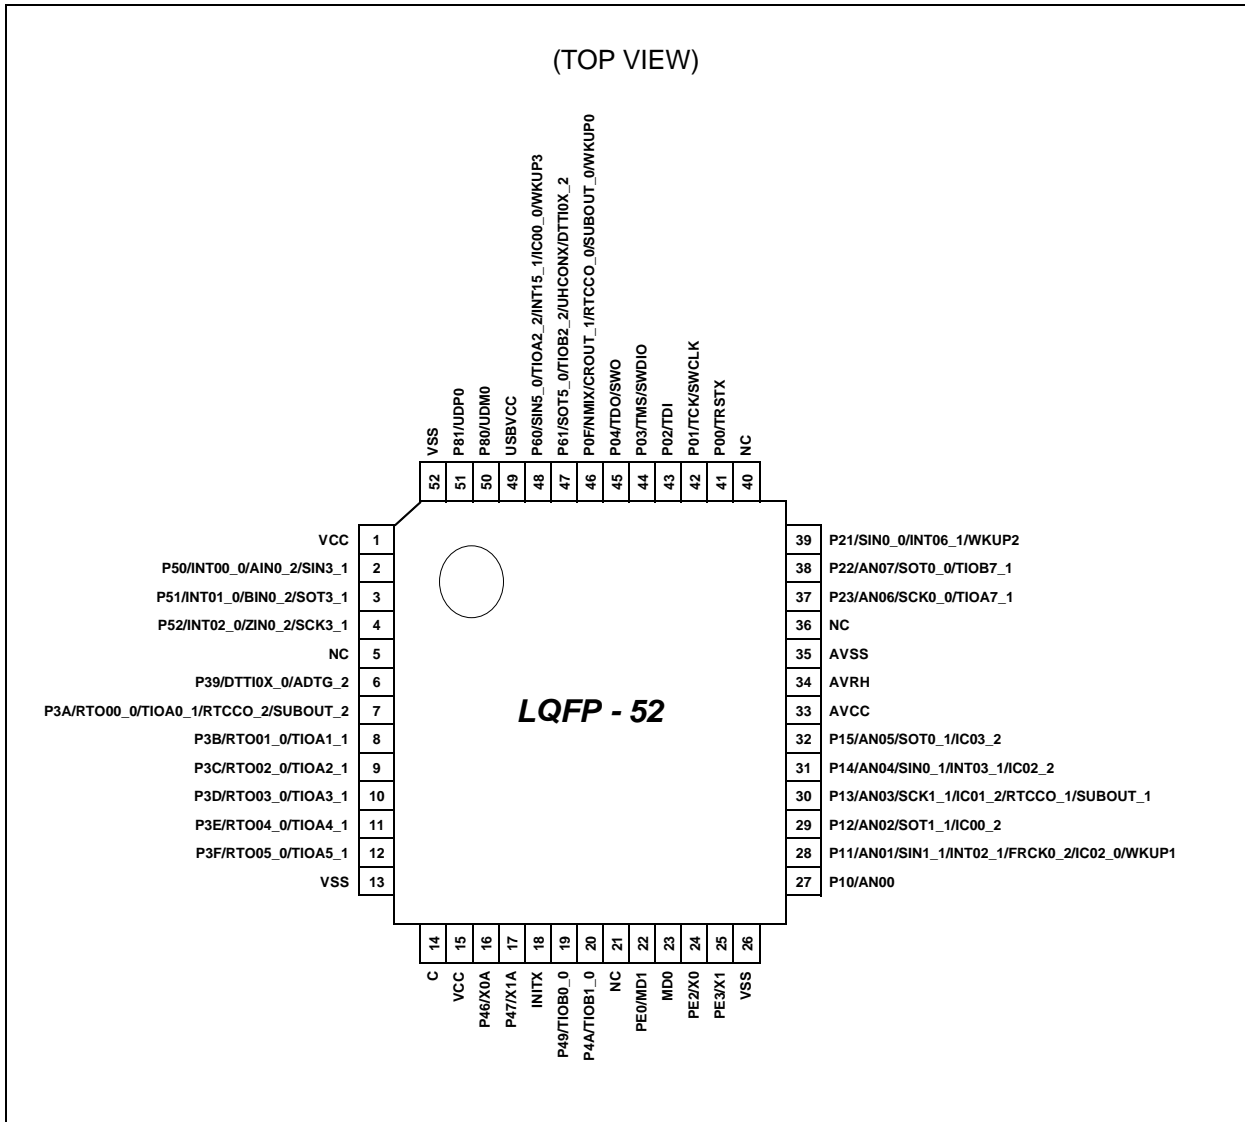 (TOP VIEW)
VSS
P81/UDP0
P80/UDM0
USBVCC
P60/SIN5_0/TIOA2_2/INT15_1/IC00_0/WKUP3
P61/SOT5_0/TIOB2_2/UHCONX/DTTI0X_2
P0F/NMIX/CROUT_1/RTCCO_0/SUBOUT_0/WKUP0
P04/TDO/SWO
P03/TMS/SWDIO
P02/TDI
P01/TCK/SWCLK
P00/TRSTX
NC
52 51 50 49 48 47 46 45 44 43 42 41 40
VCC 1
P50/INT00_0/AIN0_2/SIN3_1 2
P51/INT01_0/BIN0_2/SOT3_1 3
P52/INT02_0/ZIN0_2/SCK3_1 4
NC 5
P39/DTTI0X_0/ADTG_2 6
P3A/RTO00_0/TIOA0_1/RTCCO_2/SUBOUT_2 7
P3B/RTO01_0/TIOA1_1 8
P3C/RTO02_0/TIOA2_1 9
P3D/RTO03_0/TIOA3_1 10
P3E/RTO04_0/TIOA4_1 11
P3F/RTO05_0/TIOA5_1 12
VSS 13
LQFP - 52
39 P21/SIN0_0/INT06_1/WKUP2
38 P22/AN07/SOT0_0/TIOB7_1
37 P23/AN06/SCK0_0/TIOA7_1
36 NC
35 AVSS
34 AVRH
33 AVCC
32 P15/AN05/SOT0_1/IC03_2
31 P14/AN04/SIN0_1/INT03_1/IC02_2
30 P13/AN03/SCK1_1/IC01_2/RTCCO_1/SUBOUT_1
29 P12/AN02/SOT1_1/IC00_2
28 P11/AN01/SIN1_1/INT02_1/FRCK0_2/IC02_0/WKUP1
27 P10/AN00
14 15 16 17 18 19 20 21 22 23 24 25 26
C
VCC
P46/X0A
P47/X1A
INITX
P49/TIOB0_0
P4A/TIOB1_0
NC
PE0/MD1
MD0
PE2/X0
PE3/X1
VSS